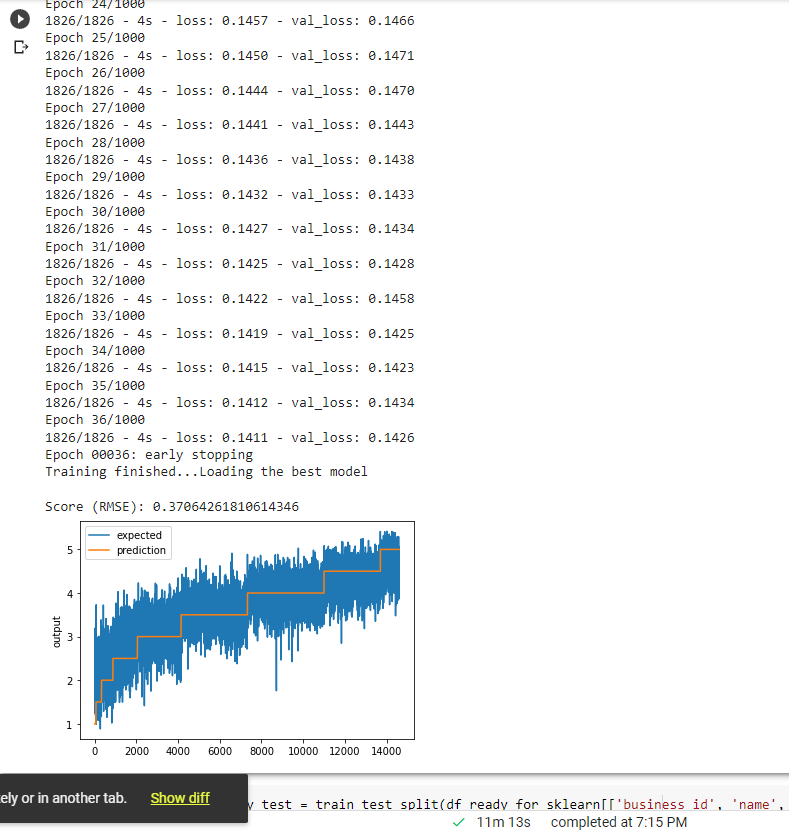 Epoch 24/1000
1826/1826 - 4s - loss: 0.1457 - val_loss: 0.1466
Epoch 25/1000
1826/1826 - 4s - loss: 0.1450 - val_loss: 0.1471
Epoch 26/1000
1826/1826 - 4s - loss: 0.1444 - val_loss: 0.1470
Epoch 27/1000
1826/1826 - 4s - loss: 0.1441 - val_loss: 0.1443
Epoch 28/1000
1826/1826 - 4s - loss: 0.1436 - val_loss: 0.1438
Epoch 29/1000
1826/1826 - 4s - loss: 0.1432 - val_loss: 0.1433
Epoch 30/1000
1826/1826 - 4s - loss: 0.1427 - val_loss: 0.1434
Epoch 31/1000
1826/1826 - 4s - loss: 0.1425 - val_loss: 0.1428
Epoch 32/1000
1826/1826 - 4s - loss: 0.1422 - val_loss: 0.1458
Epoch 33/1000
1826/1826 - 4s - loss: 0.1419 - val_loss: 0.1425
Epoch 34/1000
1826/1826 - 4s - loss: 0.1415 - val_loss: 0.1423
Epoch 35/1000
1826/1826 - 4s - loss: 0.1412 - val_loss: 0.1434
Epoch 36/1000
1826/1826 - 4s - loss: 0.1411 - val_loss: 0.1426
Epoch 00036: early stopping
Training finished...Loading the best model
Score (RMSE): 0.37064261810614346
expected
prediction
5
4
3
2
1
output
0 2000 4000 6000 8000 10000 12000 14000
ely or in another tab. Show diff
y_test = train_test_split(df_ready_for_sklearn[['business_id', 'name',
11m 13s completed at 7:15 PM